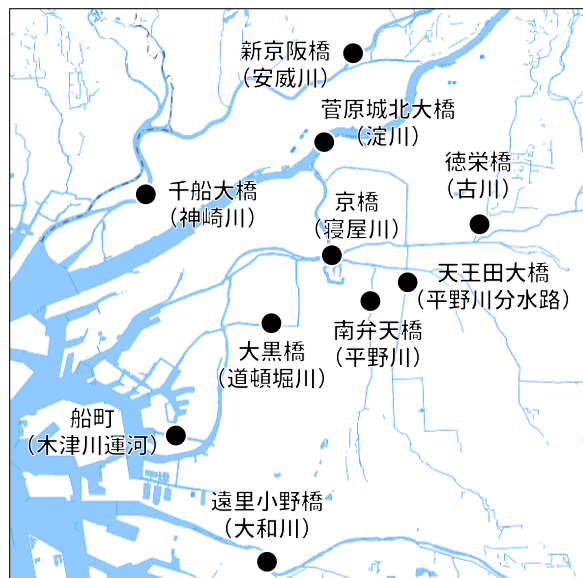 新京阪橋
（安威川）
菅原城北大橋
（淀川）
徳栄橋
（古川）
千船大橋
（神崎川）
京橋
（寝屋川）
天王田大橋
（平野川分水路）
南弁天橋
（平野川）
大黒橋
（道頓堀川）
船町
（木津川運河）
遠里小野橋
（大和川）